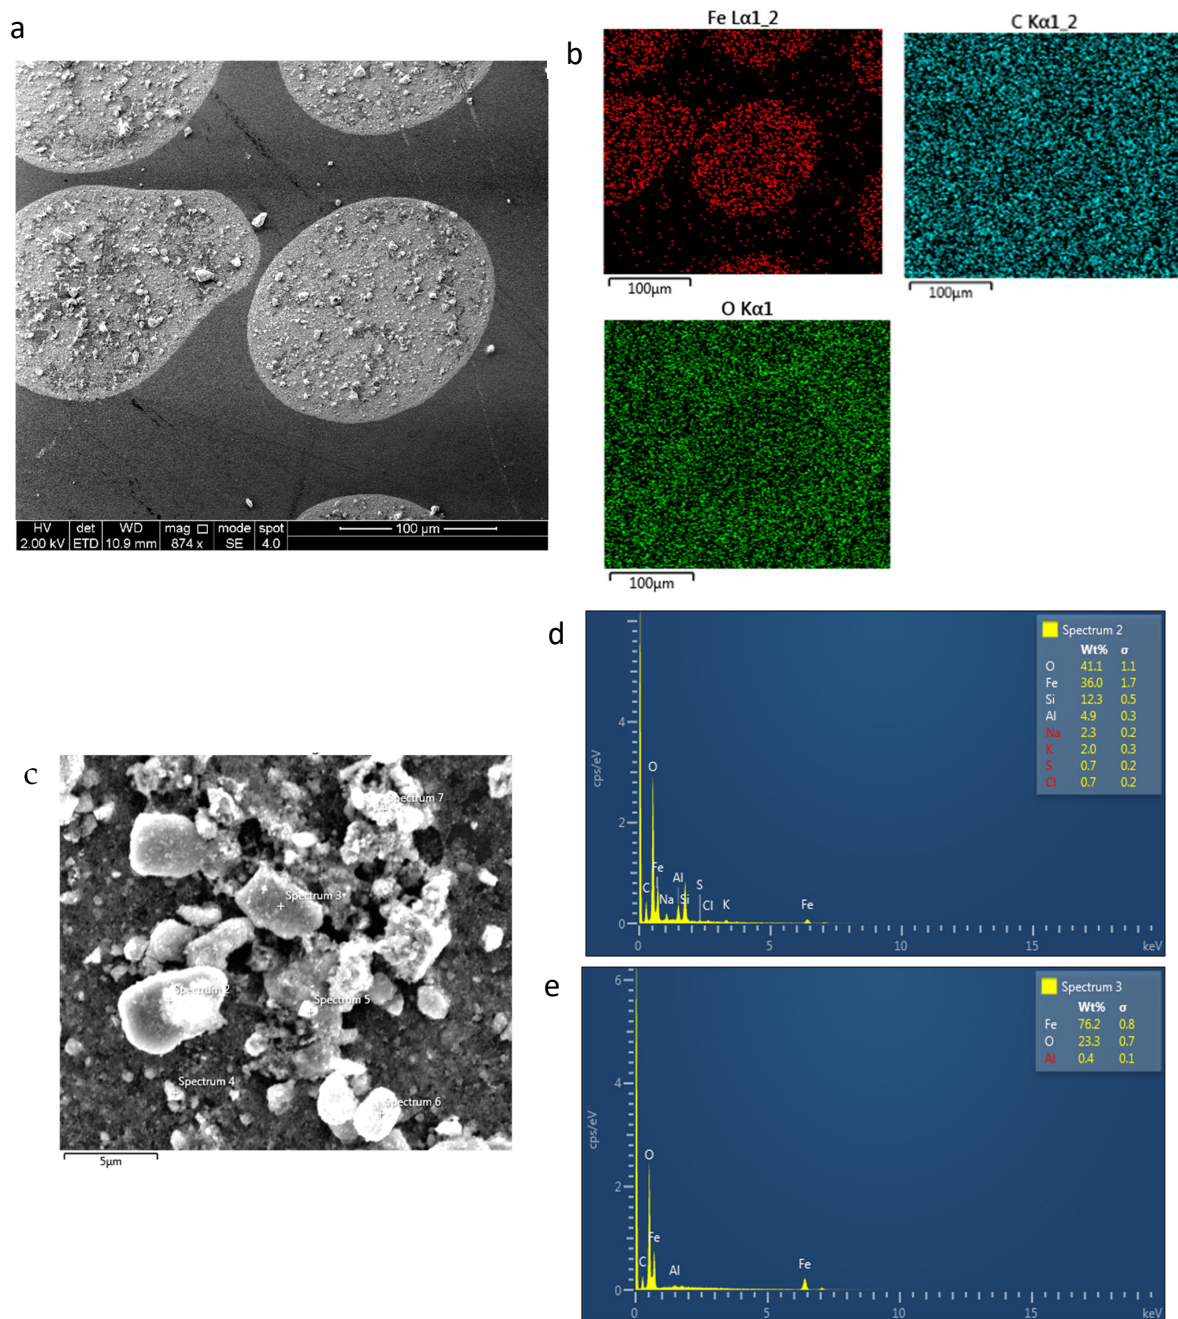 a
HV det WD mag □ mode spot
2.00 kV ETD 10.9 mm 874 x SE 4.0
100 µm
b
Fe Lα1_2
100µm
C Kα1_2
100µm
O Kα1
100µm
c
Spectrum 7
Spectrum 3
Spectrum 2
Spectrum 5
Spectrum 4
Spectrum 6
5µm
d
Spectrum 2
Wt% σ
O 41.1 1.1
Fe 36.0 1.7
Si 12.3 0.5
Al 4.9 0.3
Na 2.3 0.2
K 2.0 0.3
S 0.7 0.2
Cl 0.7 0.2
cps/eV
4
2
0
O
Fe
C
Na
Al
Si
S
Cl
K
Fe
0 5 10 15 keV
e
Spectrum 3
Wt% σ
Fe 76.2 0.8
O 23.3 0.7
Al 0.4 0.1
cps/eV
6
4
2
0
O
Fe
C
Al
Fe
0 5 10 15 keV